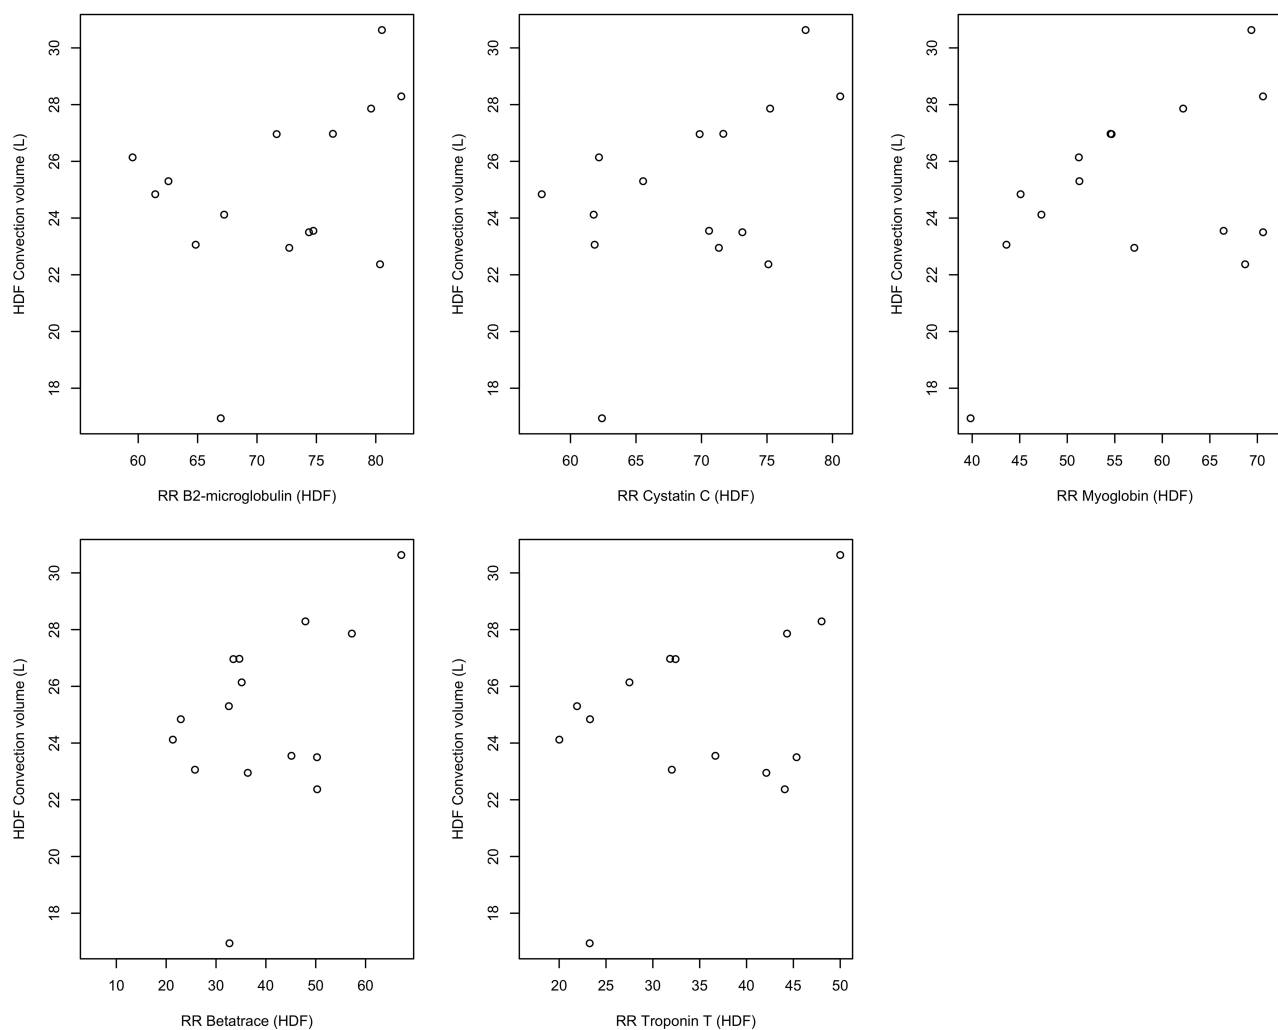 HDF Convection volume (L)
30
28
26
24
22
20
18
60 65 70 75 80
RR B2-microglobulin (HDF)
HDF Convection volume (L)
30
28
26
24
22
20
18
60 65 70 75 80
RR Cystatin C (HDF)
HDF Convection volume (L)
30
28
26
24
22
20
18
40 45 50 55 60 65 70
RR Myoglobin (HDF)
HDF Convection volume (L)
30
28
26
24
22
20
18
10 20 30 40 50 60
RR Betatrace (HDF)
HDF Convection volume (L)
30
28
26
24
22
20
18
20 25 30 35 40 45 50
RR Troponin T (HDF)